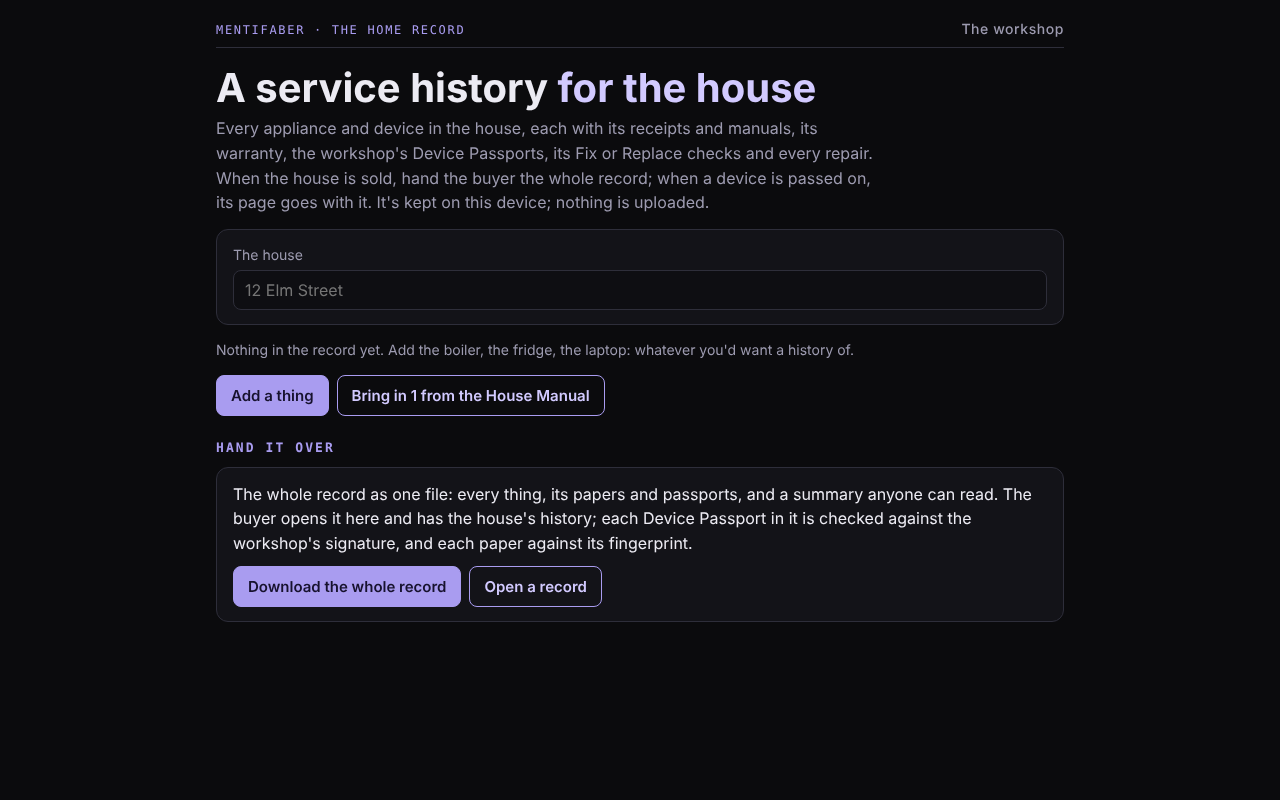 MENTIFABER · THE HOME RECORD
The workshop
A service history for the house
Every appliance and device in the house, each with its receipts and manuals, its
warranty, the workshop's Device Passports, its Fix or Replace checks and every repair.
When the house is sold, hand the buyer the whole record; when a device is passed on,
its page goes with it. It's kept on this device; nothing is uploaded.
The house
12 Elm Street
Nothing in the record yet. Add the boiler, the fridge, the laptop: whatever you'd want a history of.
Add a thing
Bring in 1 from the House Manual
HAND IT OVER
The whole record as one file: every thing, its papers and passports, and a summary anyone can read. The
buyer opens it here and has the house's history; each Device Passport in it is checked against the
workshop's signature, and each paper against its fingerprint.
Download the whole record
Open a record